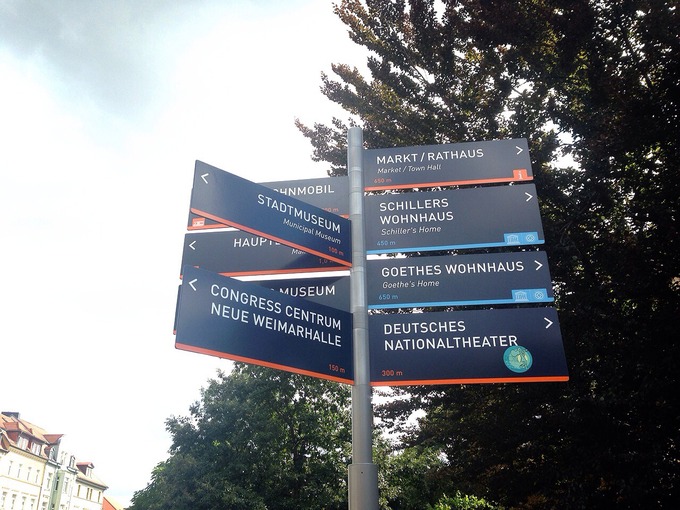 <
STADTMUSEUM
Municipal Museum
100 m
<
<
MUSEUM
<
CONGRESS CENTRUM
NEUE WEIMARHALLE
150 m
MARKT / RATHAUS >
Market / Town Hall
450 m
i
SCHILLERS >
WOHNHAUS
Schiller's Home
450 m
GOETHES WOHNHAUS >
Goethe's Home
650 m
DEUTSCHES >
NATIONALTHEATER
300 m